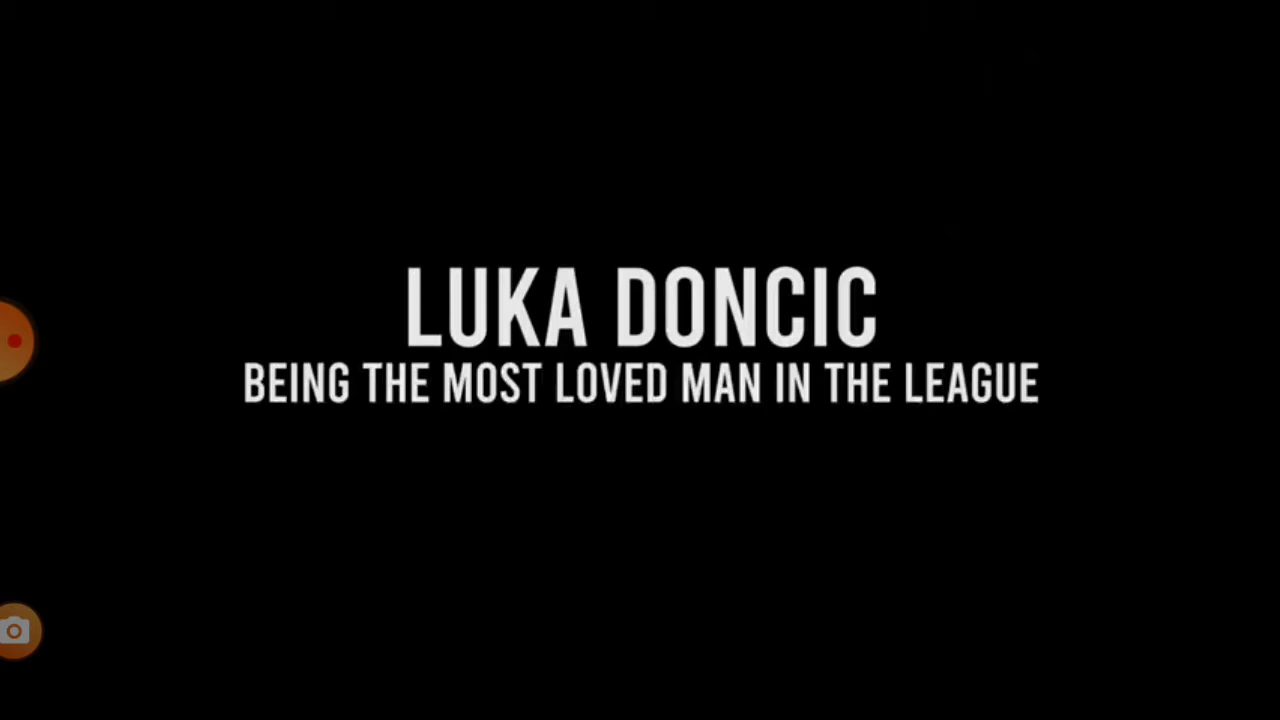 LUKA DONCIC
BEING THE MOST LOVED MAN IN THE LEAGUE